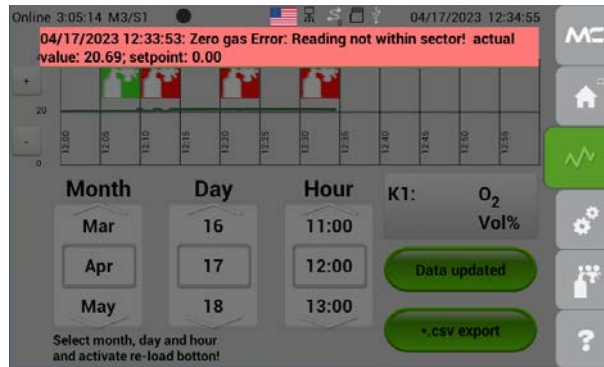 Online 3:05:14 M3/S1 04/17/2023 12:34:55
04/17/2023 12:33:53: Zero gas Error: Reading not within sector! actual
value: 20.69; setpoint: 0.00
MC
+
20
-
0
12:00 12:05 12:10 12:15 12:20 12:25 12:30 12:35 12:40 12:45 12:50 12:55
Month Day Hour
K1: O₂
Vol%
Mar 16 11:00
Apr 17 12:00
Data updated
May 18 13:00
•.csv export
?
Select month, day and hour
and activate re-load botton!